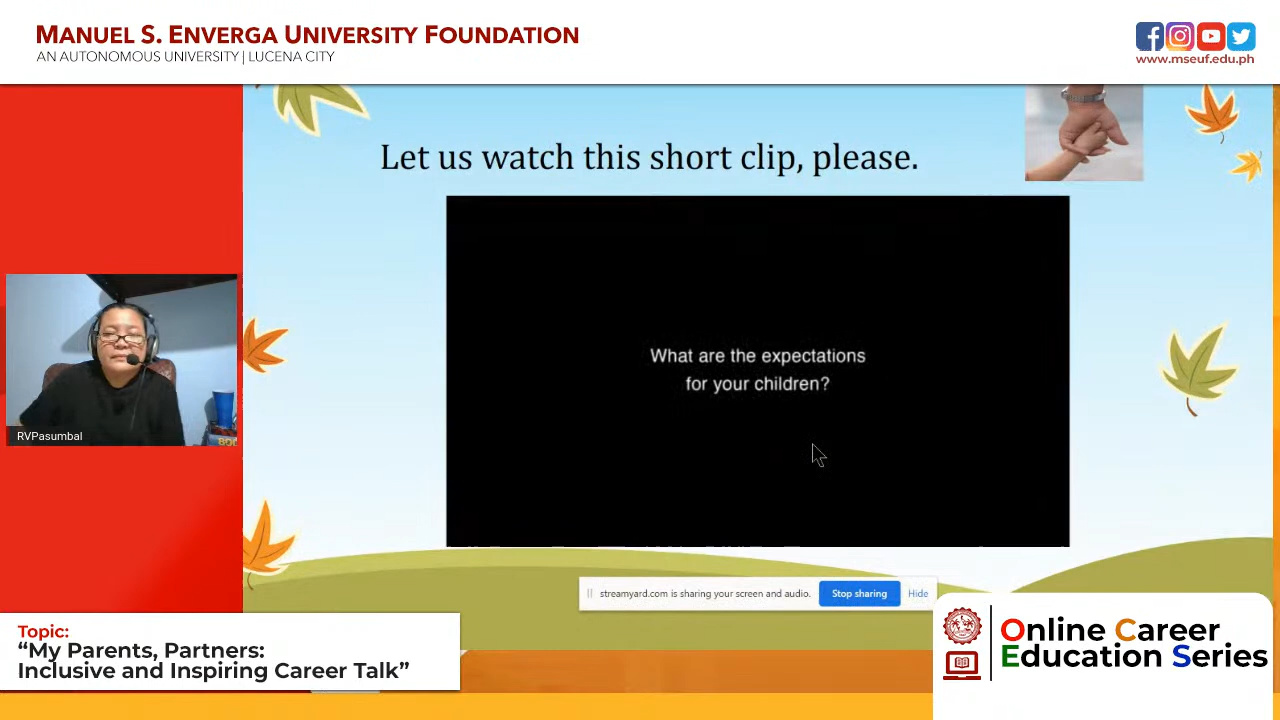 MANUEL S. ENVERGA UNIVERSITY FOUNDATION
AN AUTONOMOUS UNIVERSITY | LUCENA CITY
www.mseuf.edu.ph
Let us watch this short clip, please.
What are the expectations
for your children?
RVPasumbal
streamyard.com is sharing your screen and audio. Stop sharing Hide
Topic:
“My Parents, Partners:
Inclusive and Inspiring Career Talk”
Online Career
Education Series